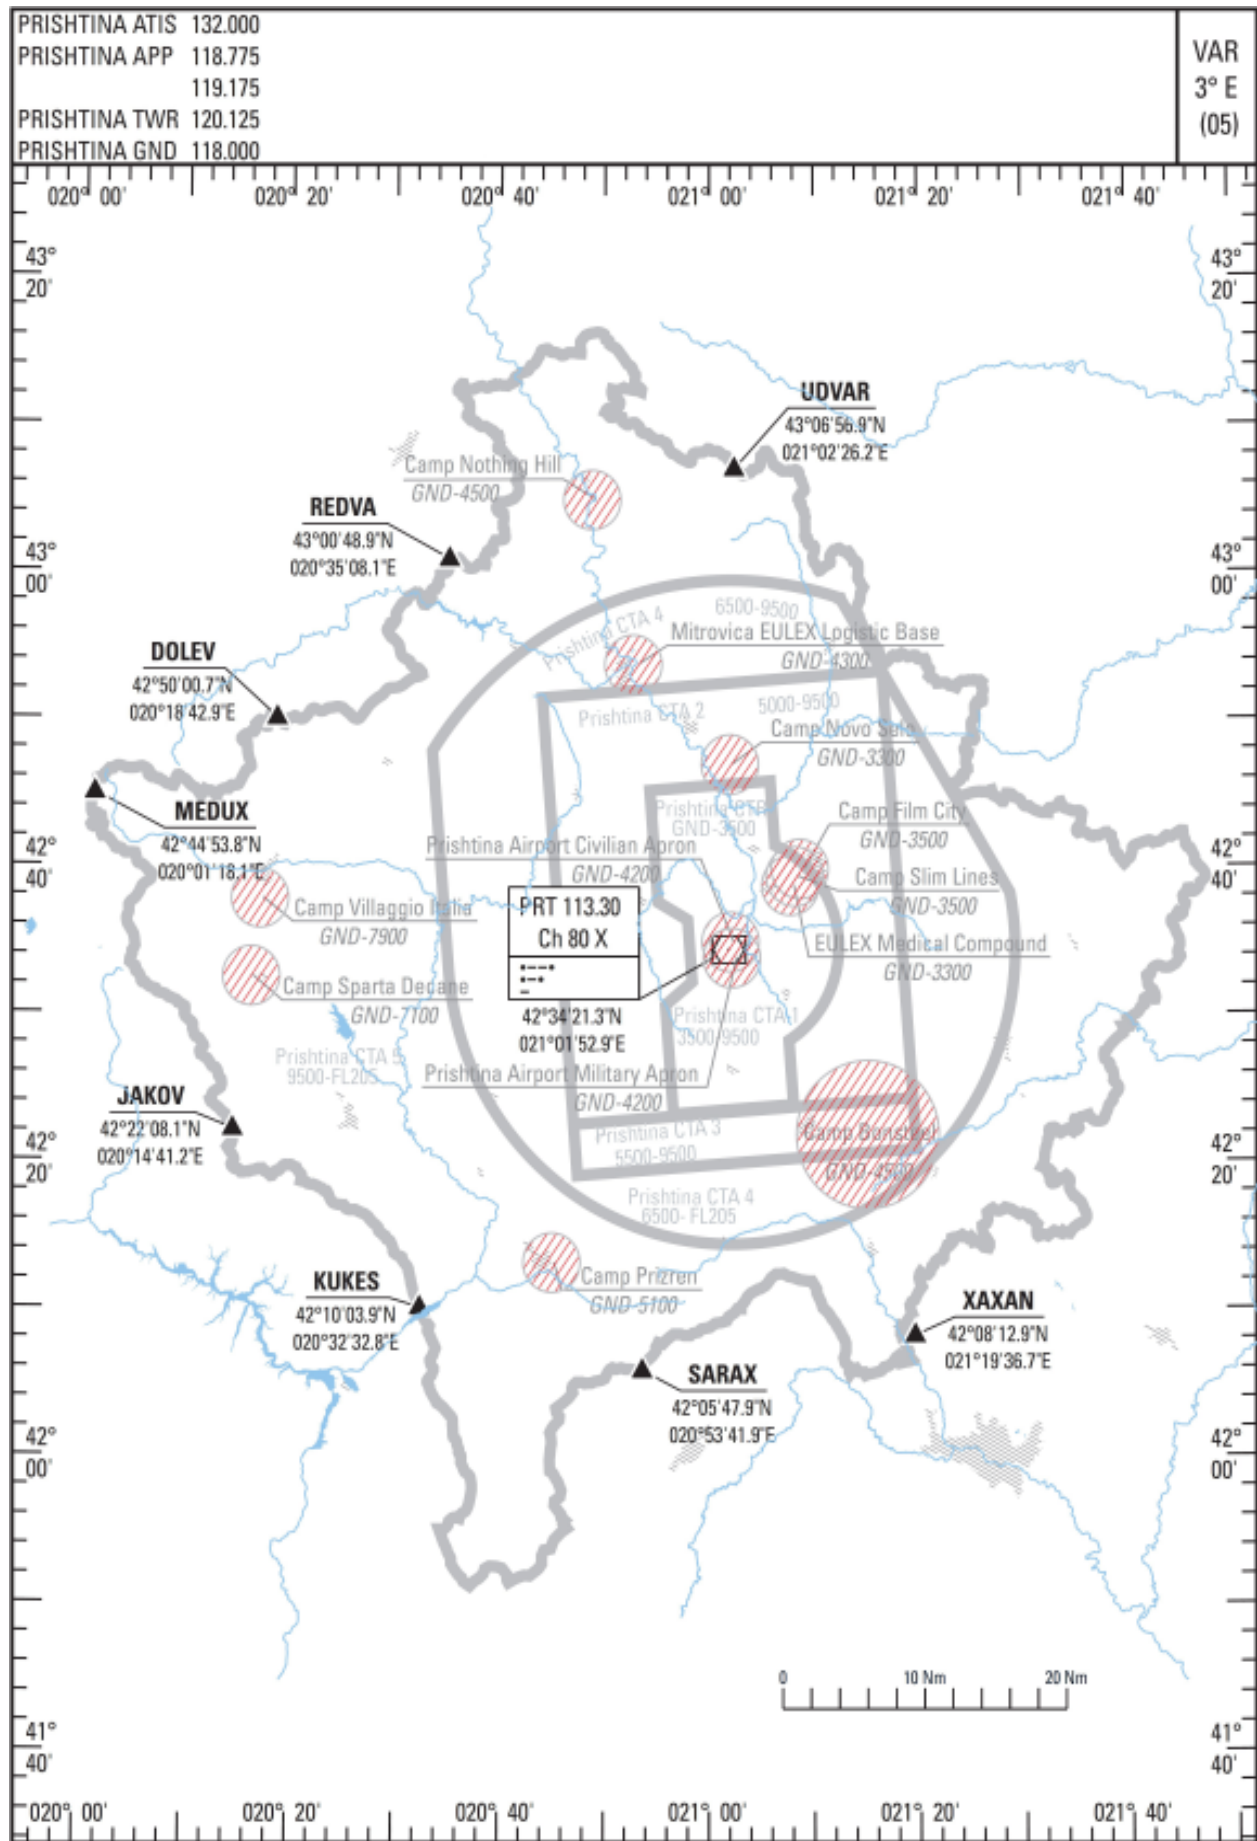 PRISHTINA ATIS 132.000
PRISHTINA APP 118.775
119.175
PRISHTINA TWR 120.125
PRISHTINA GND 118.000
VAR
3° E
(05)
020° 00' 020° 20' 020° 40' 021° 00' 021° 20' 021° 40'
43°
20'
43°
20'
UDVAR
43°06'56.9"N
021°02'26.2"E
Camp Nothing Hill
GND-4500
REDVA
43°00'48.9"N
020°35'08.1"E
43°
00'
43°
00'
6500-9500
Prishtina CTA 4
Mitrovica EULEX Logistic Base
GND-4300
DOLEV
42°50'00.7"N
020°18'42.9"E
5000-9500
Prishtina CTA 2
Camp Novo Selo
GND-3300
MEDUX
42°44'53.8"N
020°01'18.1"E
Prishtina CTR
GND-3500
Camp Film City
GND-3500
42°
40'
42°
40'
Prishtina Airport Civilian Apron
GND-4200
Camp Slim Lines
GND-3500
PRT 113.30
Ch 80 X
42°34'21.3"N
021°01'52.9"E
Camp Villaggio Italia
GND-7900
EULEX Medical Compound
GND-3300
Camp Sparta Decane
GND-7100
Prishtina CTA 1
3500-9500
Prishtina CTA 5
9500-FL205
Prishtina Airport Military Apron
GND-4200
JAKOV
42°22'08.1"N
020°14'41.2"E
Prishtina CTA 3
5500-9500
Camp Bonsteel
GND-4500
42°
20'
42°
20'
Prishtina CTA 4
6500- FL205
KUKES
42°10'03.9"N
020°32'32.8"E
Camp Prizren
GND-5100
XAXAN
42°08'12.9"N
021°19'36.7"E
SARAX
42°05'47.9"N
020°53'41.9"E
42°
00'
42°
00'
0 10 Nm 20 Nm
41°
40'
41°
40'
020° 00' 020° 20' 020° 40' 021° 00' 021° 20' 021° 40'